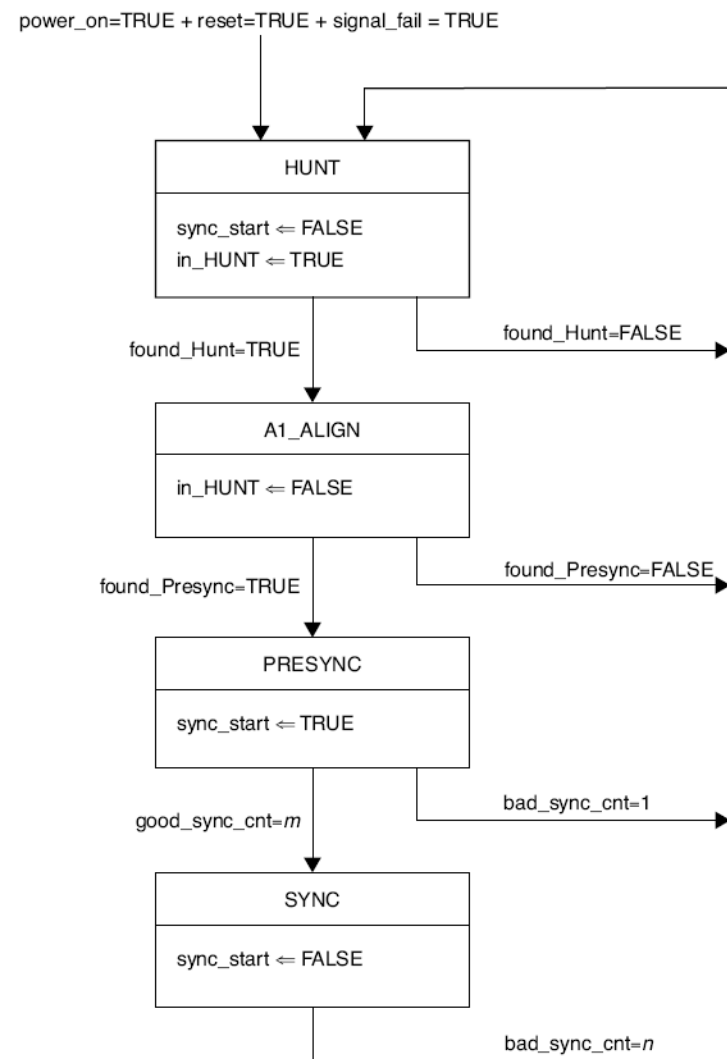 power_on=TRUE + reset=TRUE + signal_fail = TRUE
HUNT
sync_start ⇐ FALSE
in_HUNT ⇐ TRUE
found_Hunt=TRUE
found_Hunt=FALSE
A1_ALIGN
in_HUNT ⇐ FALSE
found_Presync=TRUE
found_Presync=FALSE
PRESYNC
sync_start ⇐ TRUE
good_sync_cnt=m
bad_sync_cnt=1
SYNC
sync_start ⇐ FALSE
bad_sync_cnt=n